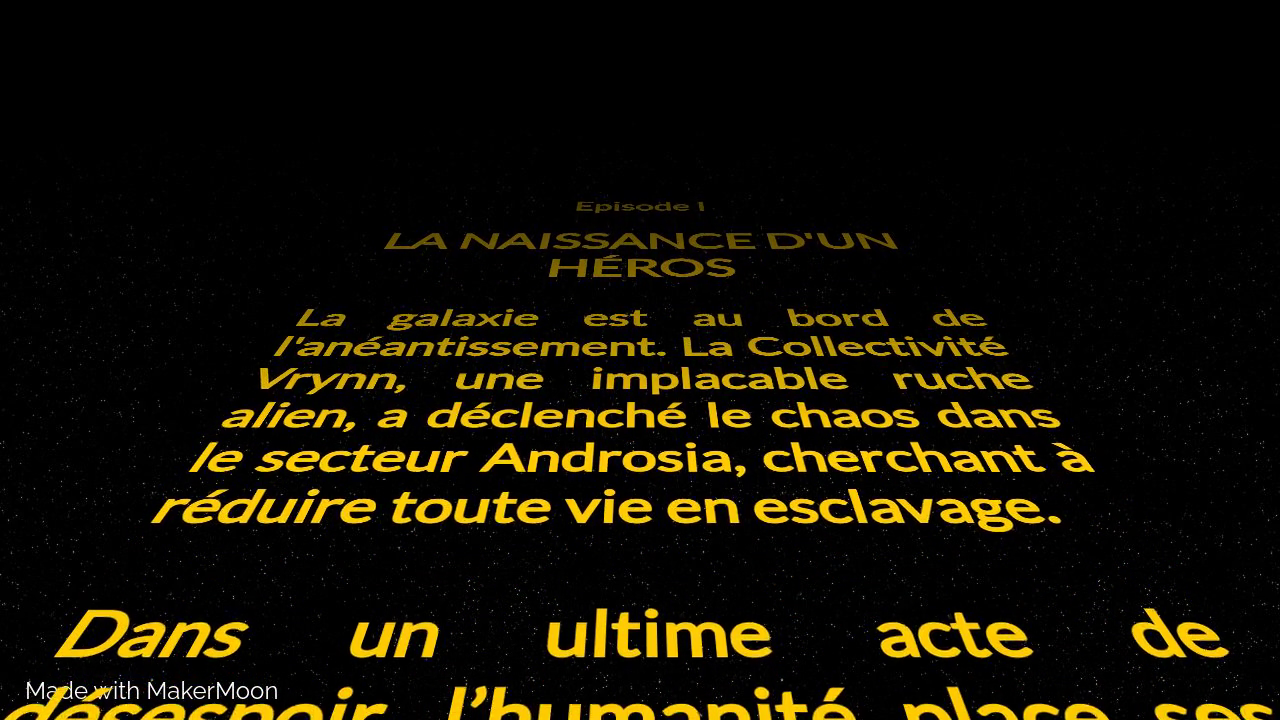 Episode I
LA NAISSANCE D'UN
HÉROS
La galaxie est au bord de
l'anéantissement. La Collectivité
Vrynn, une implacable ruche
alien, a déclenché le chaos dans
le secteur Androsia, cherchant à
réduire toute vie en esclavage.
Dans un ultime acte de
désespoir, l’humanité place ses
Made with MakerMoon